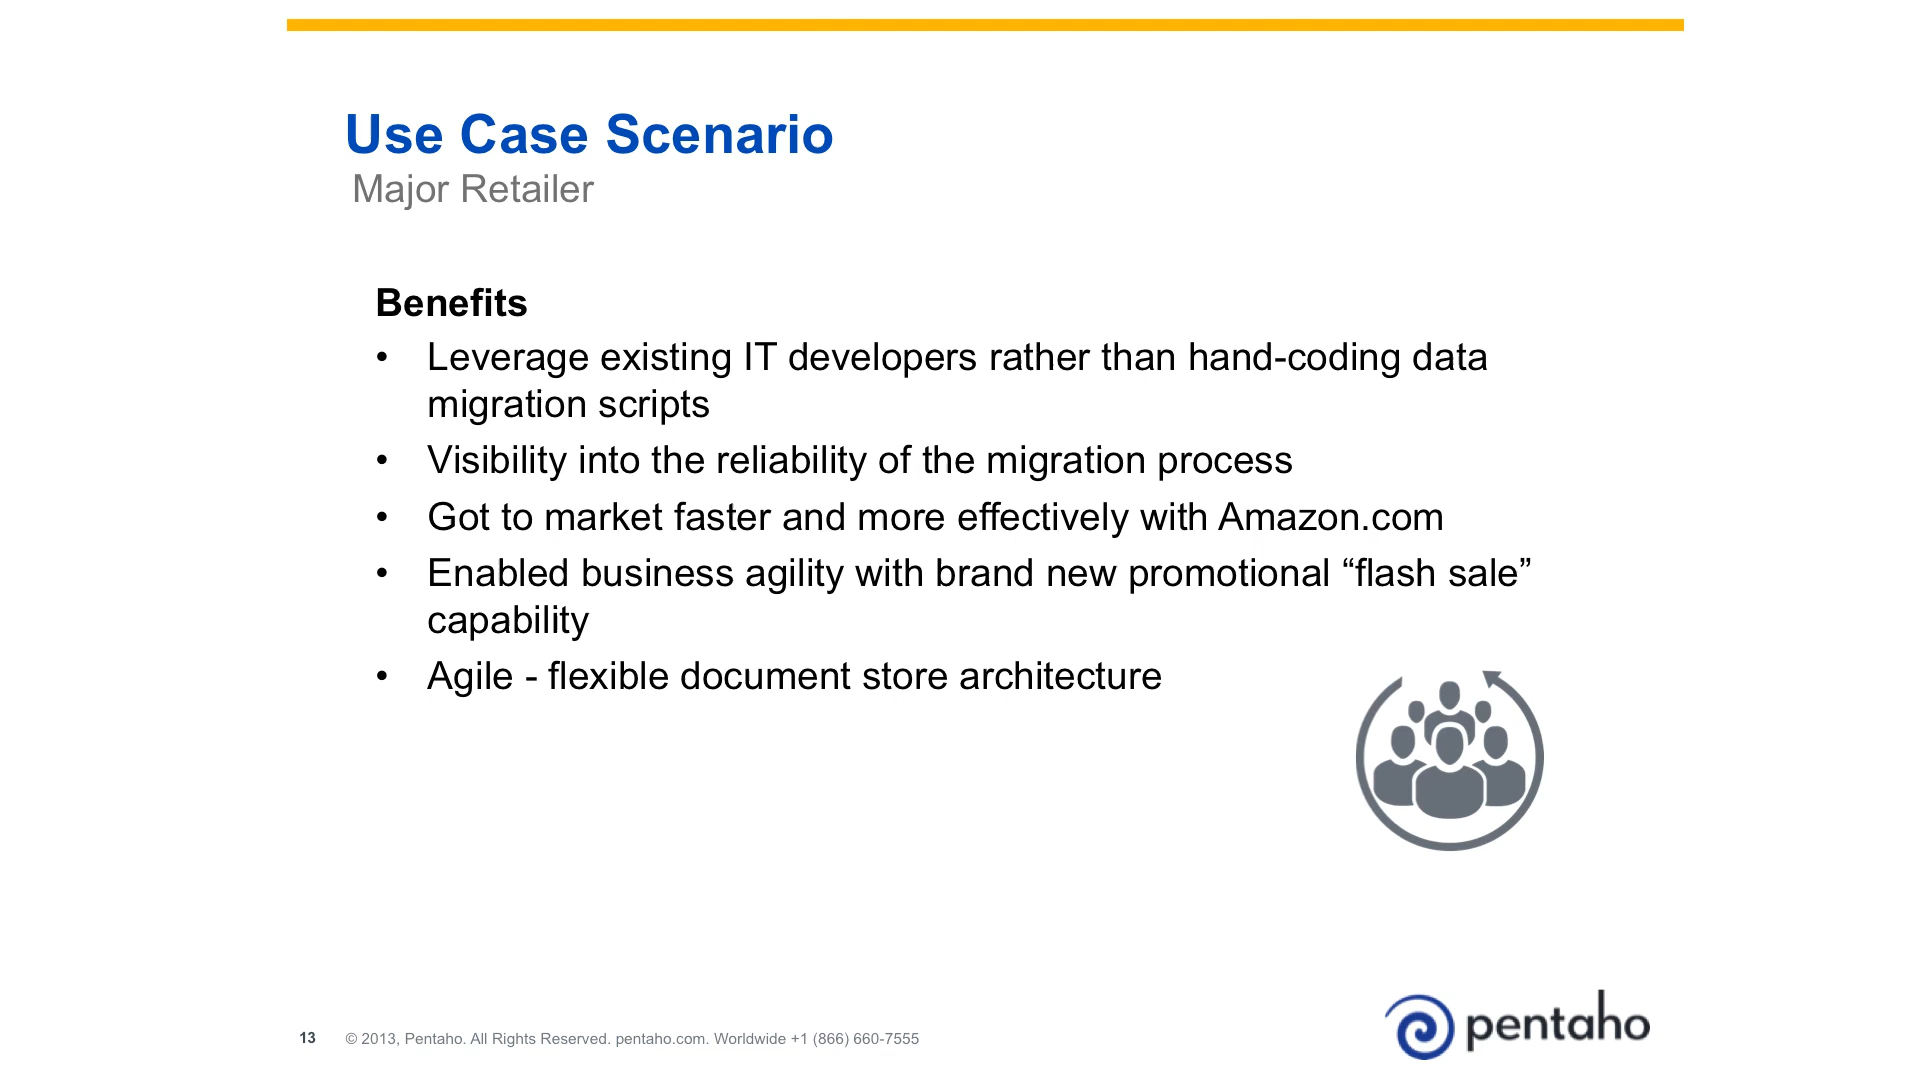 Use Case Scenario
Major Retailer
Benefits
• Leverage existing IT developers rather than hand-coding data
migration scripts
• Visibility into the reliability of the migration process
• Got to market faster and more effectively with Amazon.com
• Enabled business agility with brand new promotional “flash sale”
capability
• Agile - flexible document store architecture
13 © 2013, Pentaho. All Rights Reserved. pentaho.com. Worldwide +1 (866) 660-7555
pentaho